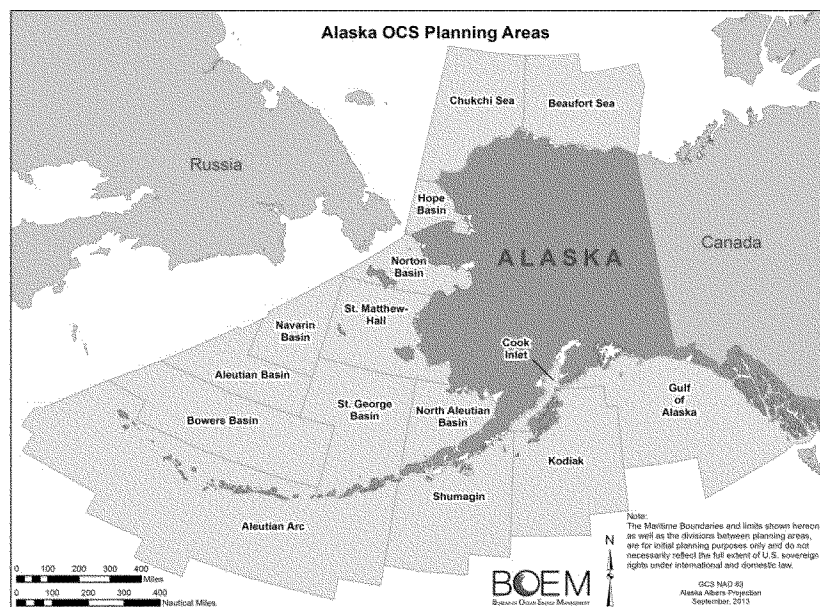 Alaska OCS Planning Areas
Chukchi Sea
Beaufort Sea
Russia
Hope
Basin
ALASKA
Canada
Norton
Basin
St. Matthew-
Hall
Navarin
Basin
Cook
Inlet
Aleutian Basin
St. George
Basin
North Aleutian
Basin
Gulf
of
Alaska
Bowers Basin
Kodiak
Shumagin
Aleutian Arc
Note:
The Maritime Boundaries and limits shown hereon
as well as the divisions between planning areas,
are for initial planning purposes only and do not
necessarily reflect the full extent of U.S. sovereign
rights under international and domestic law.
N
0 100 200 300 400
Miles
0 100 200 300 400
Nautical Miles
BOEM
Bureau of Ocean Energy Management
GCS NAD 83
Alaska Albers Projection
September, 2013